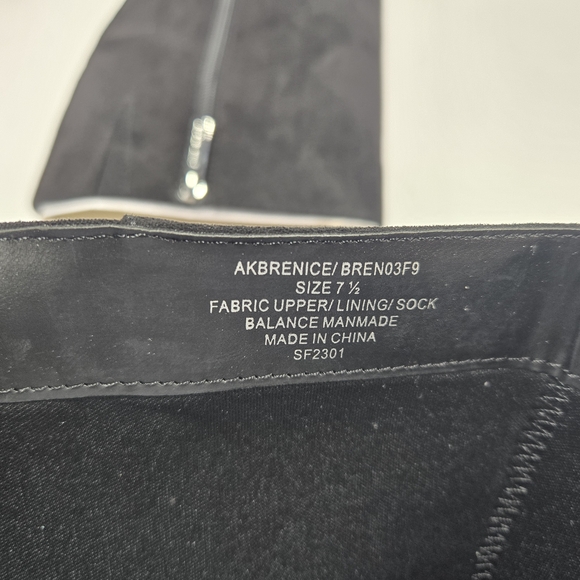 AKBRENICE/ BREN03F9
SIZE 7 ½
FABRIC UPPER/ LINING/ SOCK
BALANCE MANMADE
MADE IN CHINA
SF2301